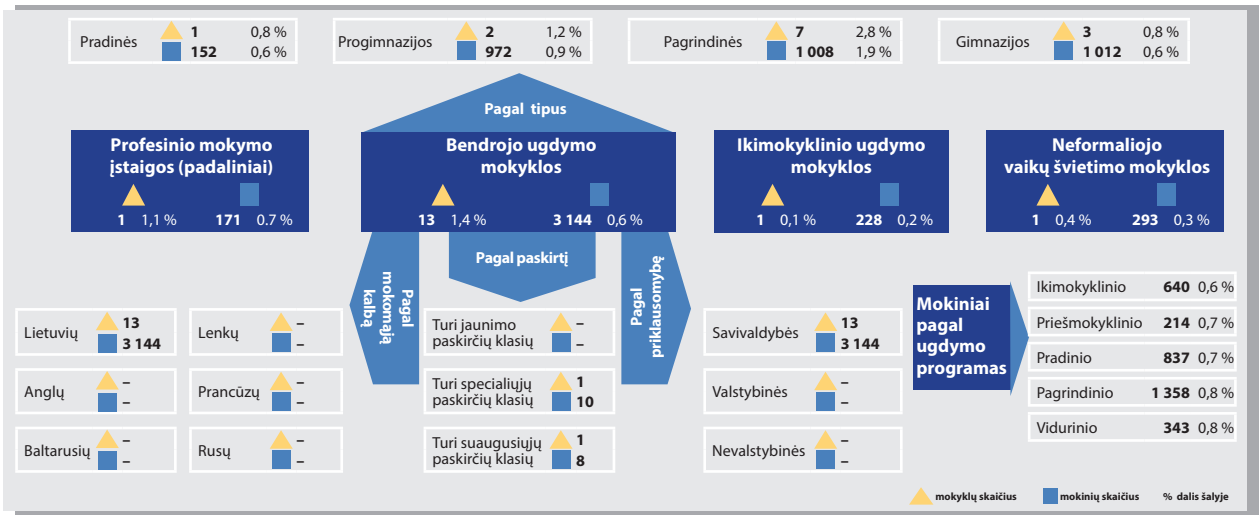 Pradinės
1 0,8 %
152 0,6 %
Progimnazijos
2 1,2 %
972 0,9 %
Pagrindinės
7 2,8 %
1 008 1,9 %
Gimnazijos
3 0,8 %
1 012 0,6 %
Pagal tipus
Profesinio mokymo
įstaigos (padaliniai)
1 1,1 % 171 0.7 %
Bendrojo ugdymo
mokyklos
13 1,4 % 3 144 0,6 %
Ikimokyklinio ugdymo
mokyklos
1 0,1 % 228 0,2 %
Neformaliojo
vaikų švietimo mokyklos
1 0,4 % 293 0,3 %
Pagal
mokomąją
kalbą
Pagal paskirtį
Pagal
priklausomybę
Lietuvių
13
3 144
Lenkų
–
–
Anglų
–
–
Prancūzų
–
–
Baltarusių
–
–
Rusų
–
–
Turi jaunimo
paskirčių klasių
–
–
Turi specialiųjų
paskirčių klasių
1
10
Turi suaugusiųjų
paskirčių klasių
1
8
Savivaldybės
13
3 144
Valstybinės
–
–
Nevalstybinės
–
–
Mokiniai
pagal
ugdymo
programas
Ikimokyklinio 640 0,6 %
Priešmokyklinio 214 0,7 %
Pradinio 837 0,7 %
Pagrindinio 1 358 0,8 %
Vidurinio 343 0,8 %
mokyklų skaičius mokinių skaičius % dalis šalyje